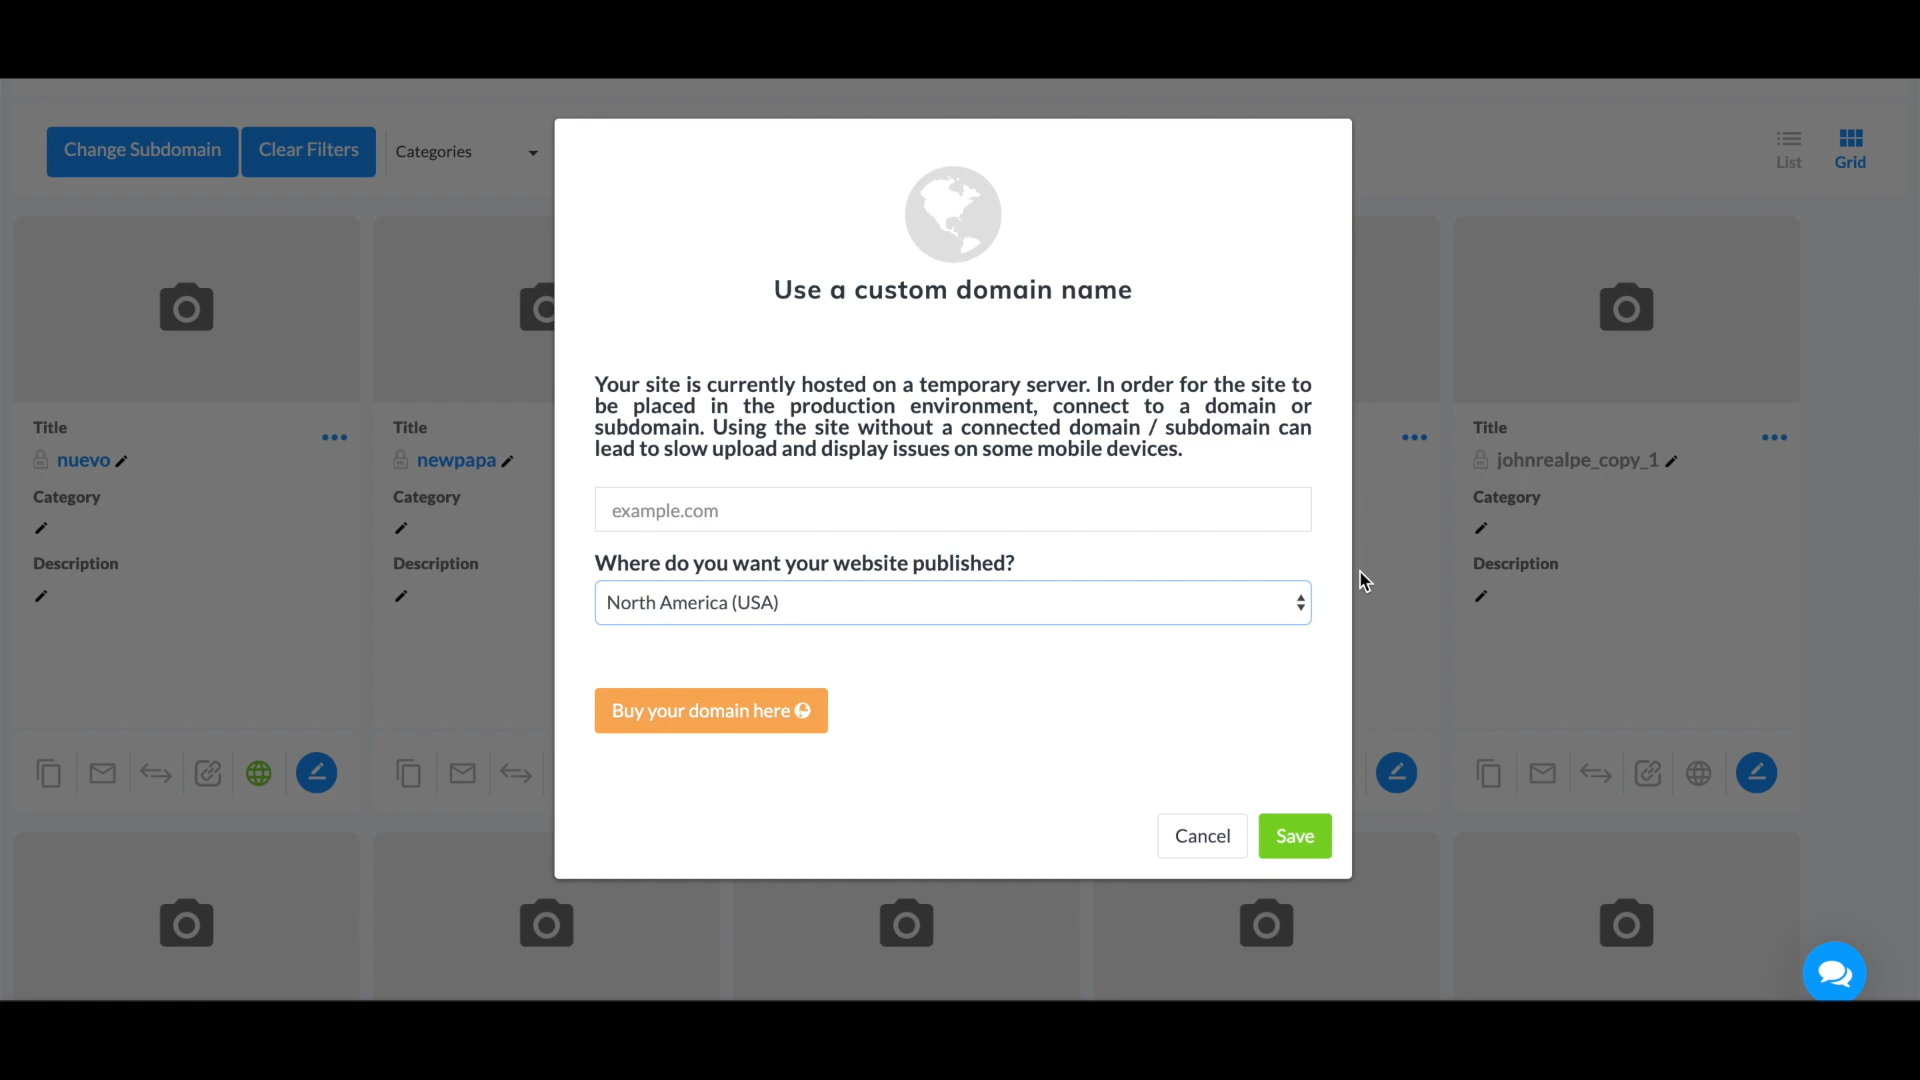 Change Subdomain
Clear Filters
Categories
List
Grid
Use a custom domain name
Your site is currently hosted on a temporary server. In order for the site to
be placed in the production environment, connect to a domain or
subdomain. Using the site without a connected domain / subdomain can
lead to slow upload and display issues on some mobile devices.
example.com
Where do you want your website published?
North America (USA)
Buy your domain here
Cancel
Save
Title
nuevo
Category
Description
Title
newpapa
Category
Description
Title
johnrealpe_copy_1
Category
Description